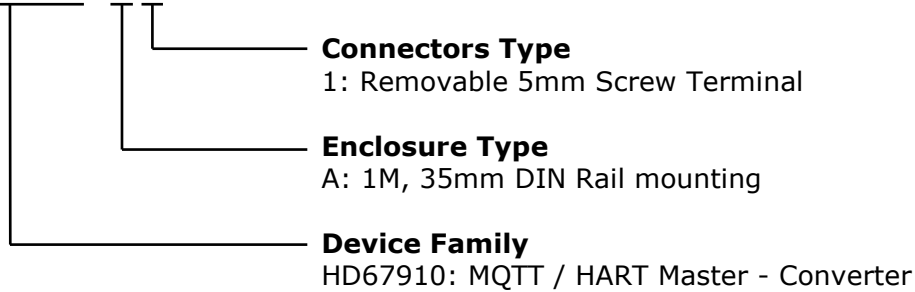 Connectors Type
1: Removable 5mm Screw Terminal
Enclosure Type
A: 1M, 35mm DIN Rail mounting
Device Family
HD67910: MQTT / HART Master - Converter